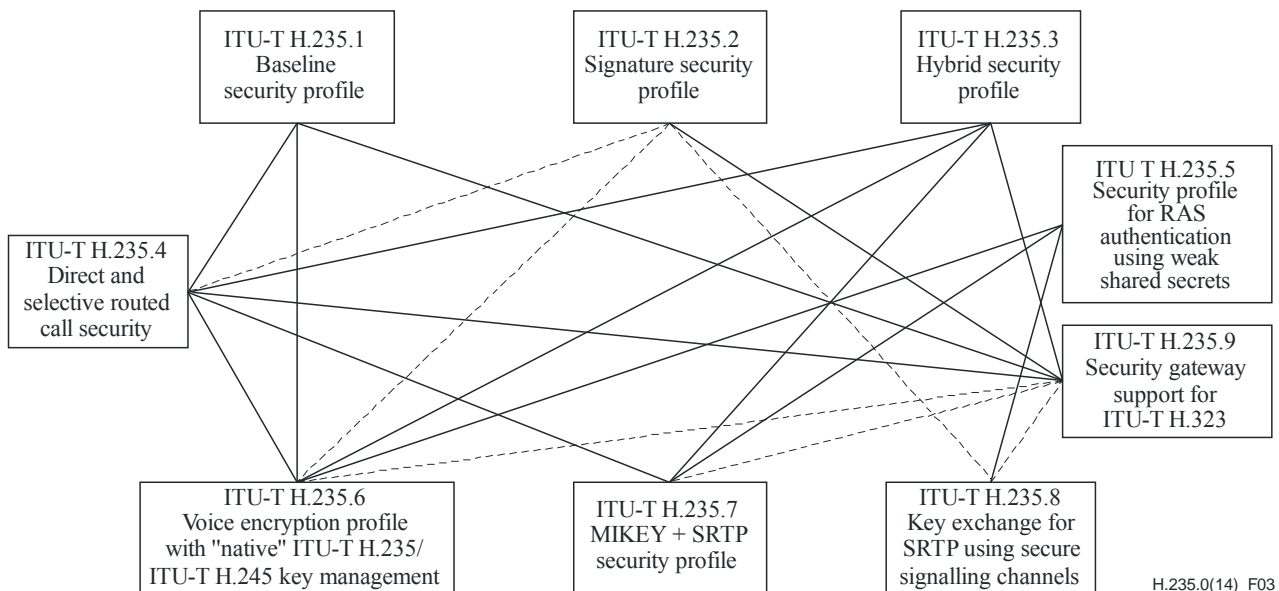 ITU-T H.235.1
Baseline
security profile
ITU-T H.235.2
Signature security
profile
ITU-T H.235.3
Hybrid security
profile
ITU T H.235.5
Security profile
for RAS
authentication
using weak
shared secrets
ITU-T H.235.4
Direct and
selective routed
call security
ITU-T H.235.9
Security gateway
support for
ITU-T H.323
ITU-T H.235.6
Voice encryption profile
with "native" ITU-T H.235/
ITU-T H.245 key management
ITU-T H.235.7
MIKEY + SRTP
security profile
ITU-T H.235.8
Key exchange for
SRTP using secure
signalling channels
H.235.0(14)_F03